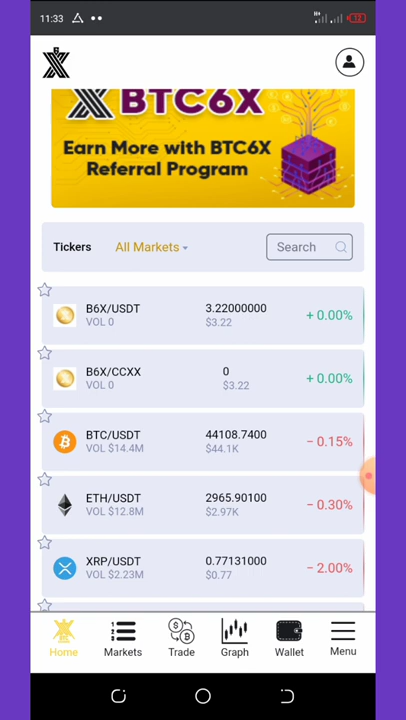 11:33
12
BTC6X
Earn More with BTC6X
Referral Program
Tickers All Markets Search
B6X/USDT 3.22000000 + 0.00%
VOL 0 $3.22
B6X/CCXX 0 + 0.00%
VOL 0 $3.22
BTC/USDT 44108.7400 − 0.15%
VOL $14.4M $44.1K
ETH/USDT 2965.90100 − 0.30%
VOL $12.8M $2.97K
XRP/USDT 0.77131000 − 2.00%
VOL $2.23M $0.77
Home Markets Trade Graph Wallet Menu